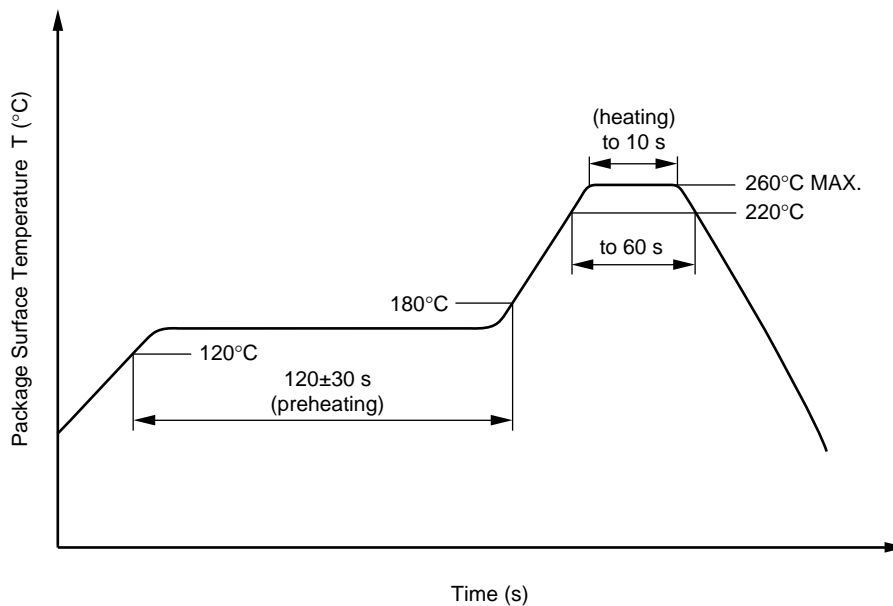 Package Surface Temperature T (°C)
(heating)
to 10 s
260°C MAX.
220°C
to 60 s
180°C
120°C
120±30 s
(preheating)
Time (s)